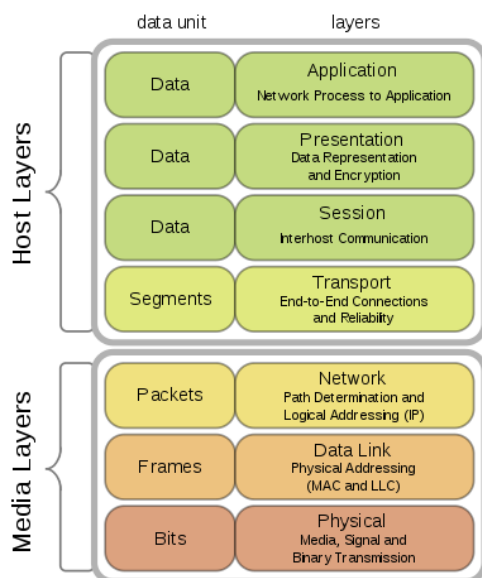 data unit layers
Host Layers
Data
Application
Network Process to Application
Data
Presentation
Data Representation
and Encryption
Data
Session
Interhost Communication
Segments
Transport
End-to-End Connections
and Reliability
Media Layers
Packets
Network
Path Determination and
Logical Addressing (IP)
Frames
Data Link
Physical Addressing
(MAC and LLC)
Bits
Physical
Media, Signal and
Binary Transmission